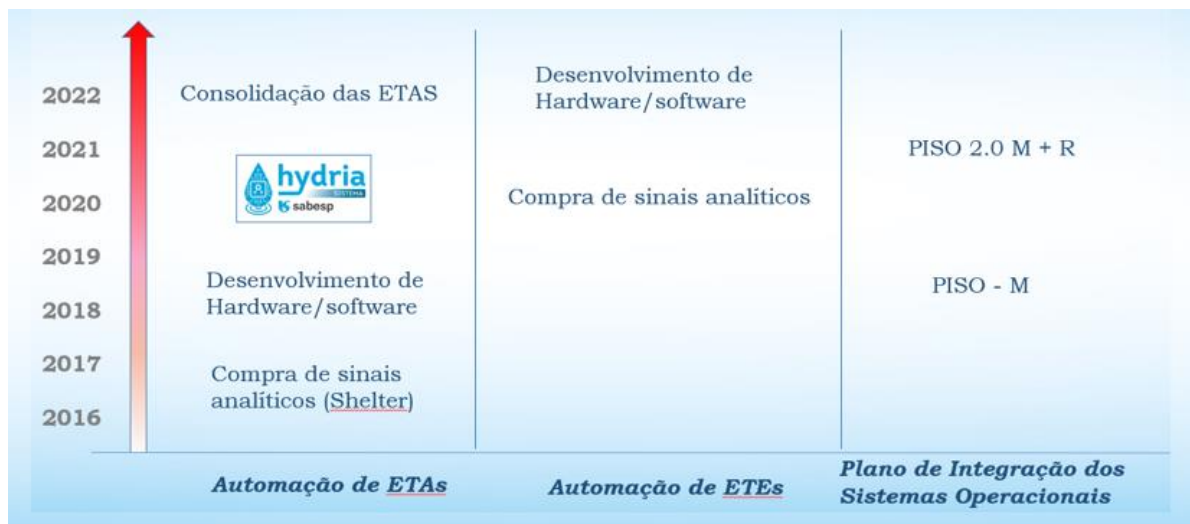 2022
2021
2020
2019
2018
2017
2016
Consolidação das ETAS
hydria
SISTEMA
sabesp
Desenvolvimento de
Hardware/software
Compra de sinais
analíticos (Shelter)
Automação de ETAs
Desenvolvimento de
Hardware/software
Compra de sinais analíticos
Automação de ETEs
PISO 2.0 M + R
PISO - M
Plano de Integração dos
Sistemas Operacionais